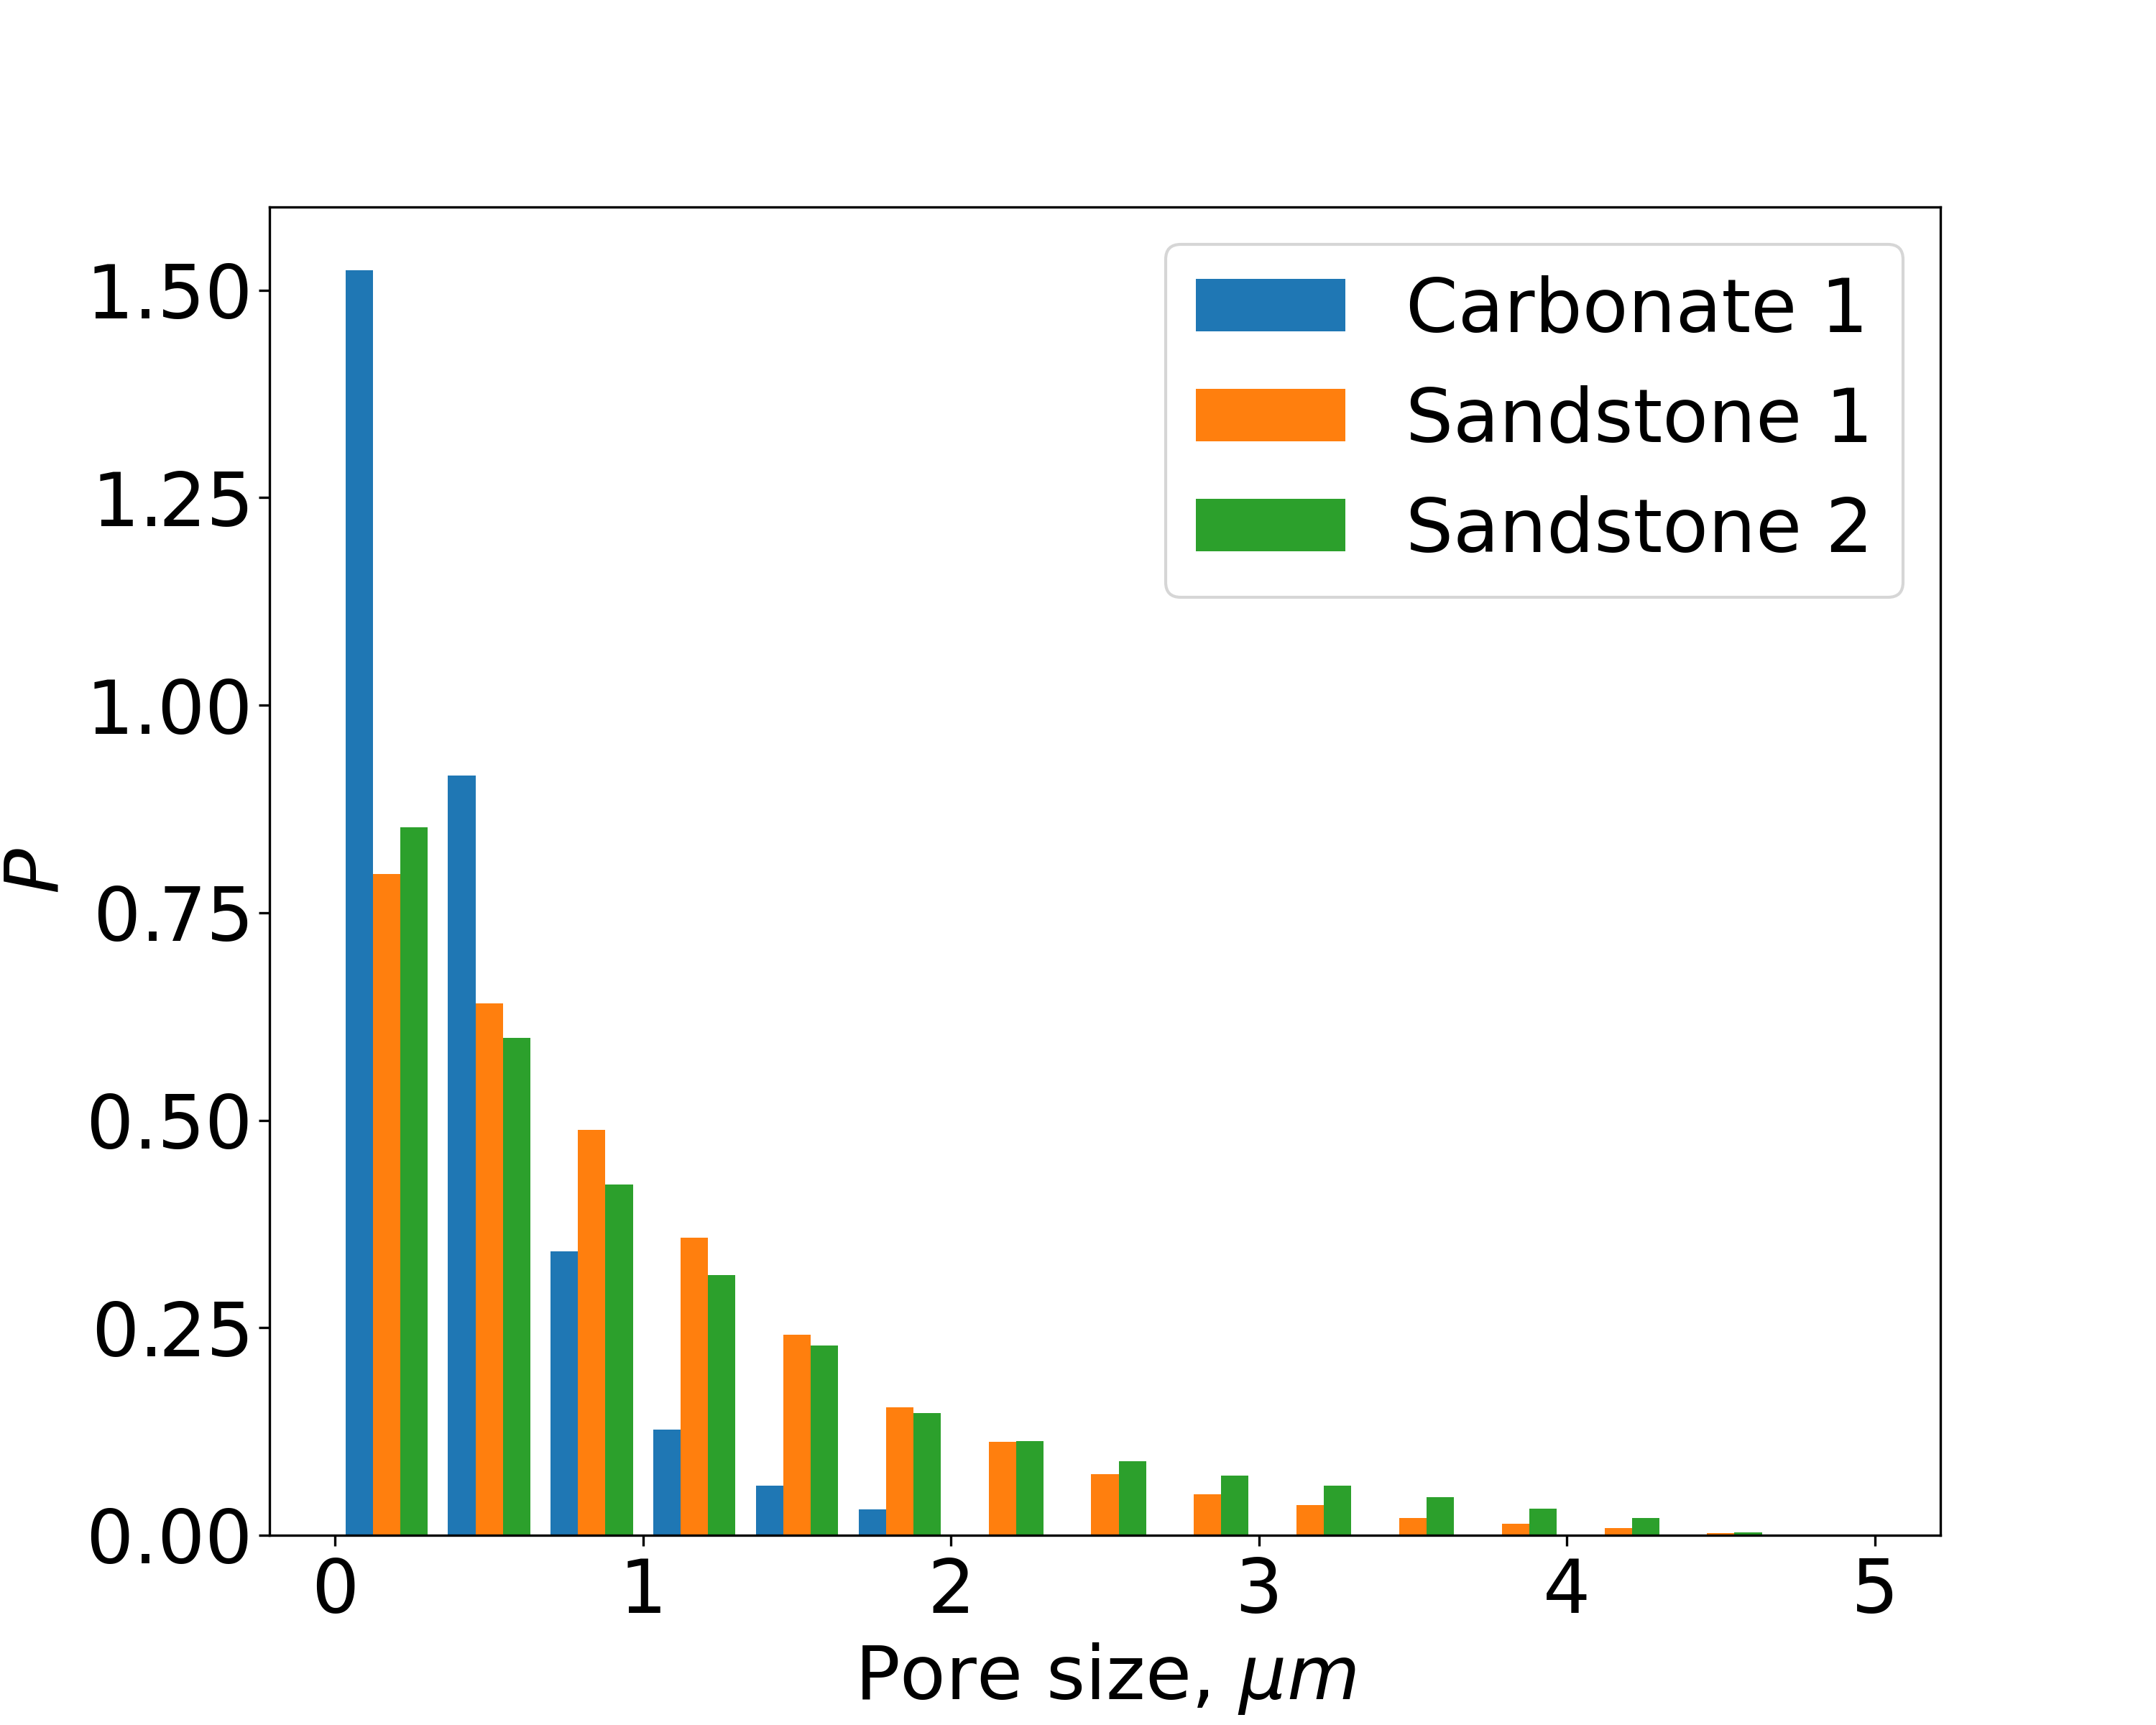 1.50
1.25
1.00
0.75
0.50
0.25
0.00
P
Carbonate 1
Sandstone 1
Sandstone 2
0 1 2 3 4 5
Pore size, μm